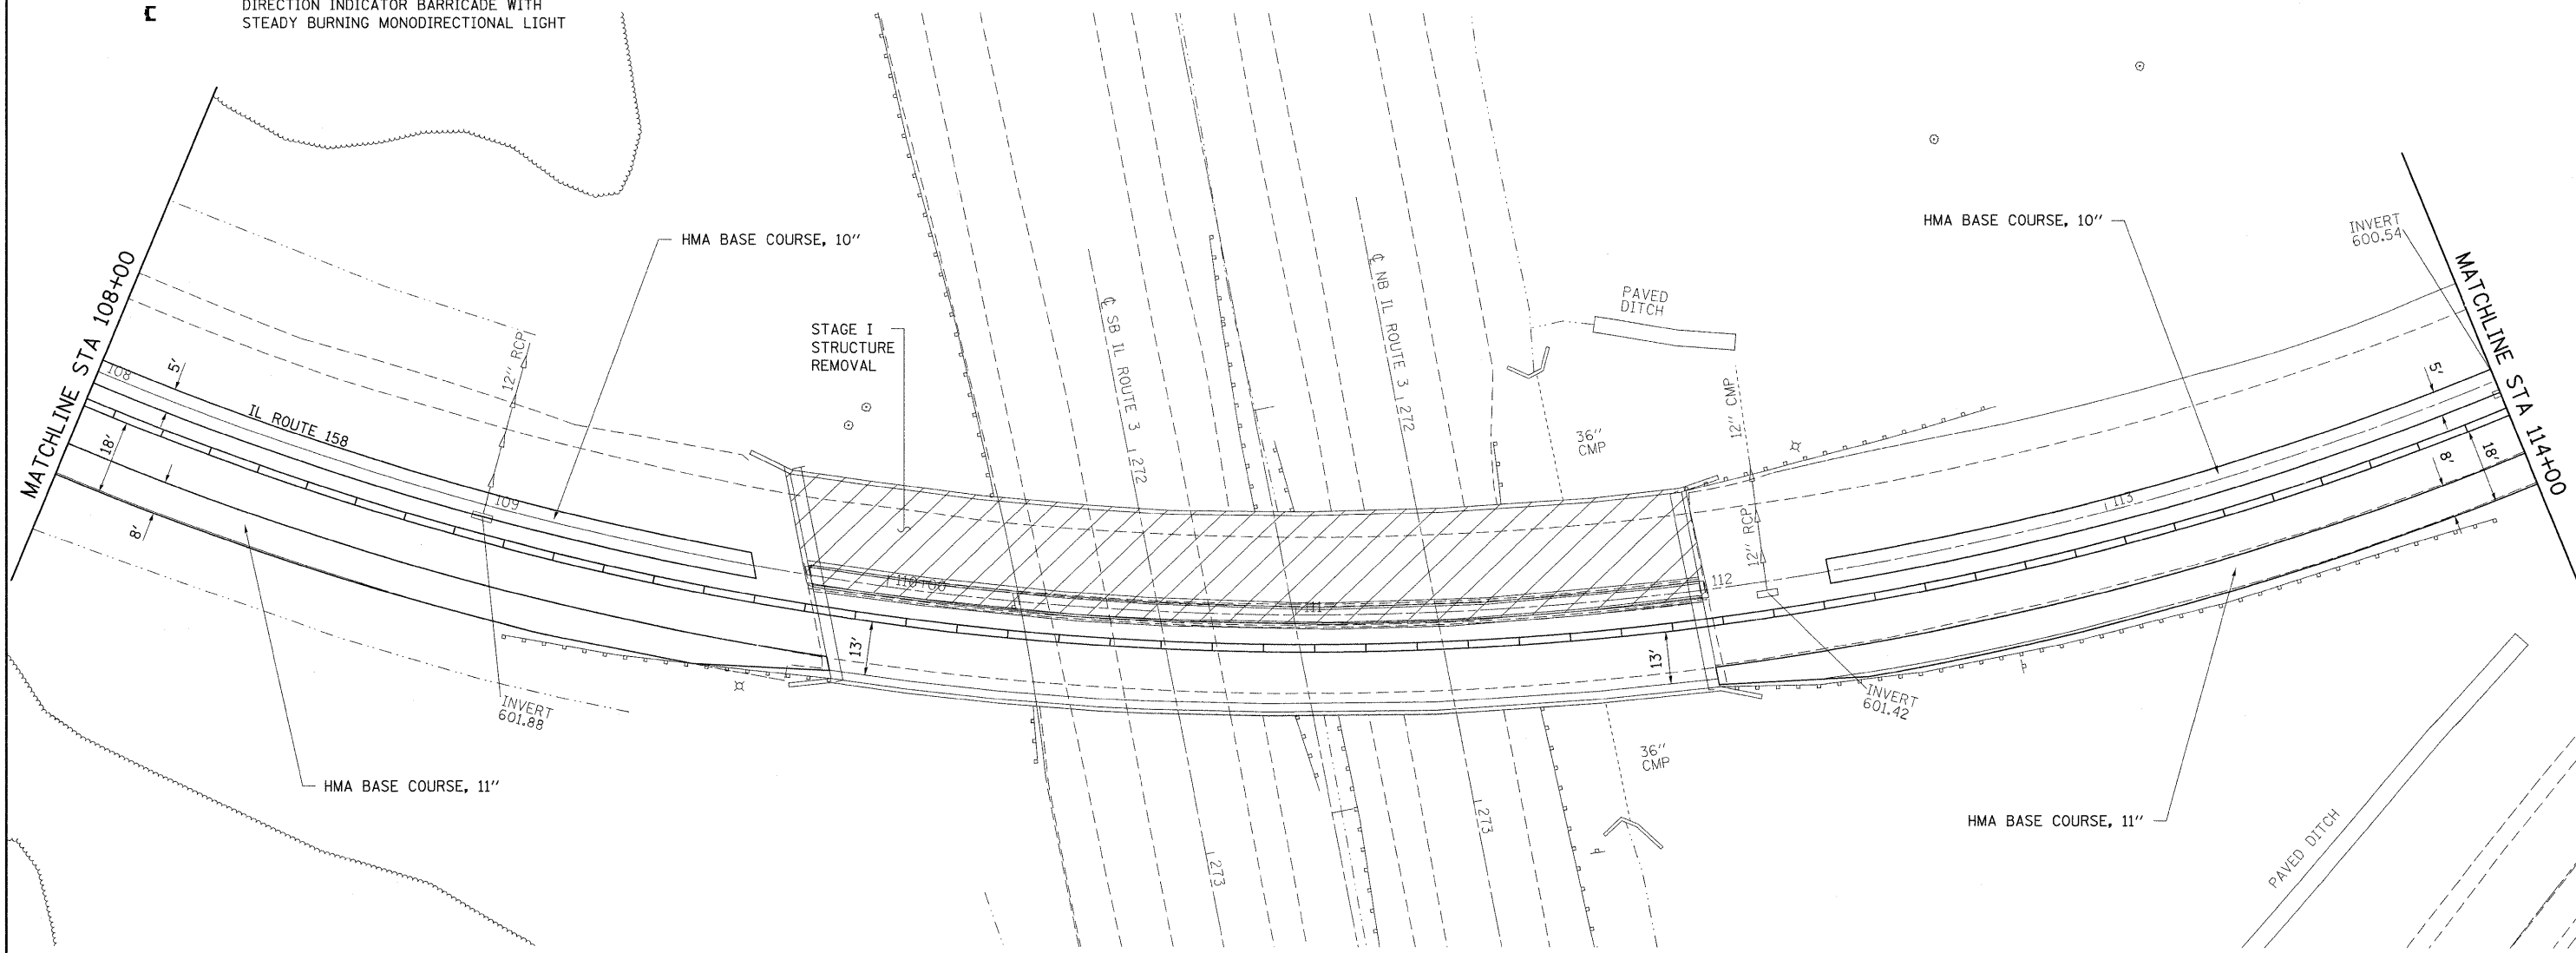 DIRECTION INDICATOR BARRICADE WITH
STEADY BURNING MONODIRECTIONAL LIGHT
MATCHLINE STA 108+00
108
5'
18'
8'
IL ROUTE 158
12" RCP
109
HMA BASE COURSE, 10"
HMA BASE COURSE, 11"
INVERT
601.88
STAGE I
STRUCTURE
REMOVAL
110+00
111
112
13'
13'
℄ SB IL ROUTE 3
272
273
℄ NB IL ROUTE 3
272
273
PAVED
DITCH
36"
CMP
36"
CMP
12" CMP
12" RCP
INVERT
601.42
HMA BASE COURSE, 10"
113
HMA BASE COURSE, 11"
INVERT
600.54
5'
8'
18'
MATCHLINE STA 114+00
PAVED DITCH